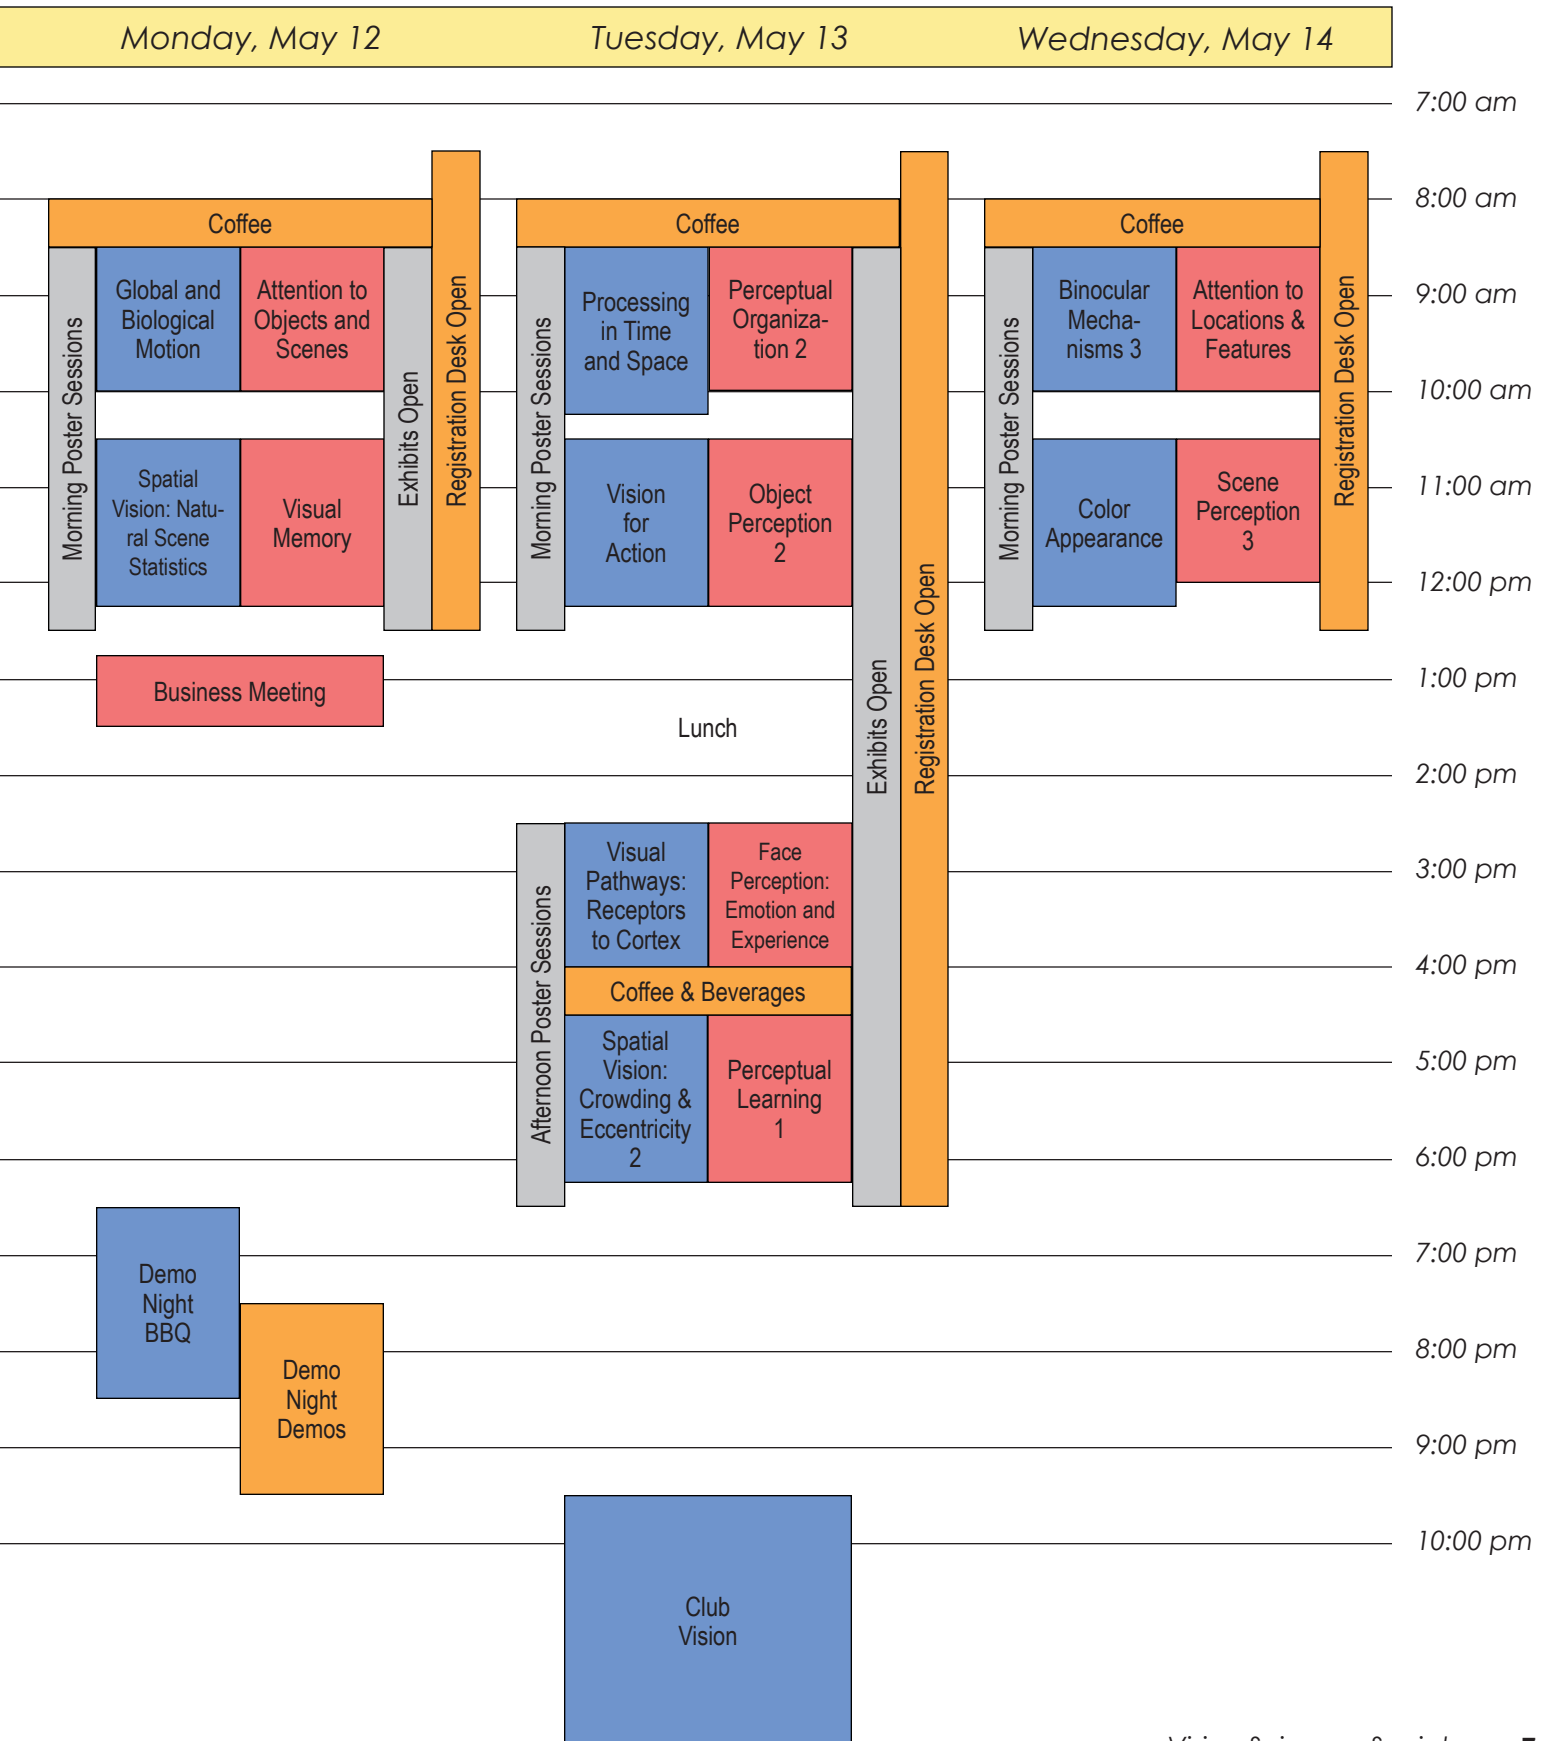 Monday, May 12
Tuesday, May 13
Wednesday, May 14
7:00 am
8:00 am
9:00 am
10:00 am
11:00 am
12:00 pm
1:00 pm
2:00 pm
3:00 pm
4:00 pm
5:00 pm
6:00 pm
7:00 pm
8:00 pm
9:00 pm
10:00 pm
Coffee
Morning Poster Sessions
Global and
Biological
Motion
Attention to
Objects and
Scenes
Spatial
Vision: Natu-
ral Scene
Statistics
Visual
Memory
Exhibits Open
Registration Desk Open
Business Meeting
Demo
Night
BBQ
Demo
Night
Demos
Coffee
Morning Poster Sessions
Processing
in Time
and Space
Perceptual
Organiza-
tion 2
Vision
for
Action
Object
Perception
2
Exhibits Open
Registration Desk Open
Lunch
Afternoon Poster Sessions
Visual
Pathways:
Receptors
to Cortex
Face
Perception:
Emotion and
Experience
Coffee & Beverages
Spatial
Vision:
Crowding &
Eccentricity
2
Perceptual
Learning
1
Club
Vision
Coffee
Morning Poster Sessions
Binocular
Mecha-
nisms 3
Attention to
Locations &
Features
Color
Appearance
Scene
Perception
3
Registration Desk Open